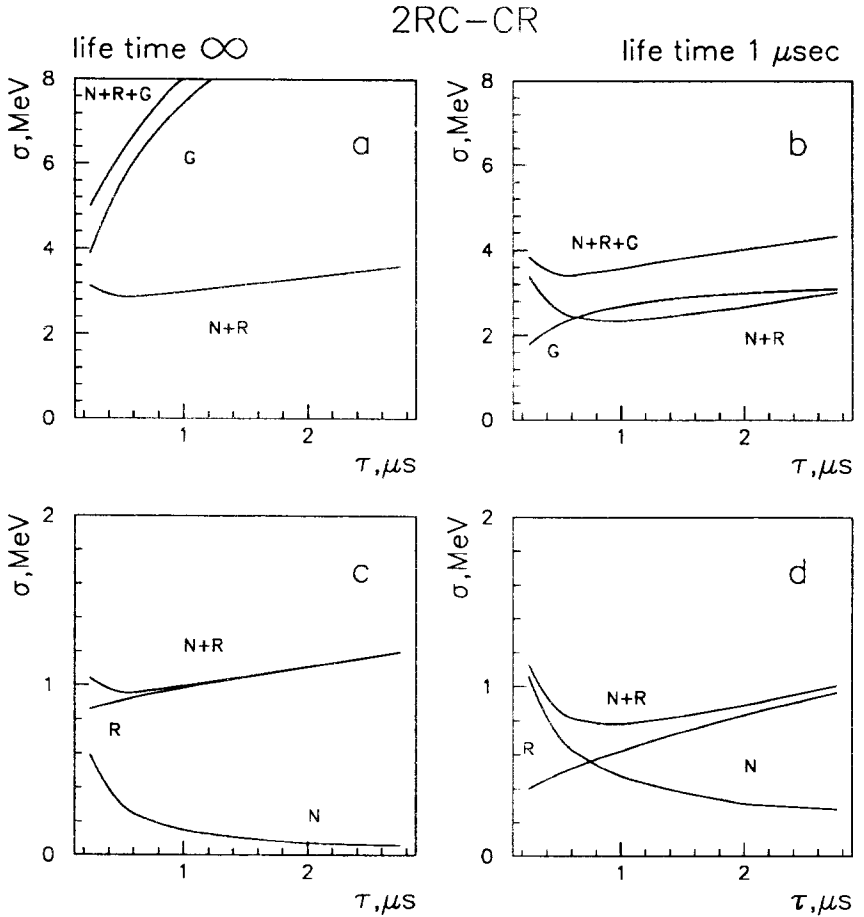 2RC-CR
life time ∞
life time 1 μsec
σ,MeV
8
6
4
2
0
N+R+G
G
a
N+R
1
2
τ,μs
σ,MeV
8
6
4
2
0
b
N+R+G
G
N+R
1
2
τ,μs
σ,MeV
2
1
0
c
N+R
R
N
1
2
τ,μs
σ,MeV
2
1
0
d
N+R
R
N
1
2
τ,μs